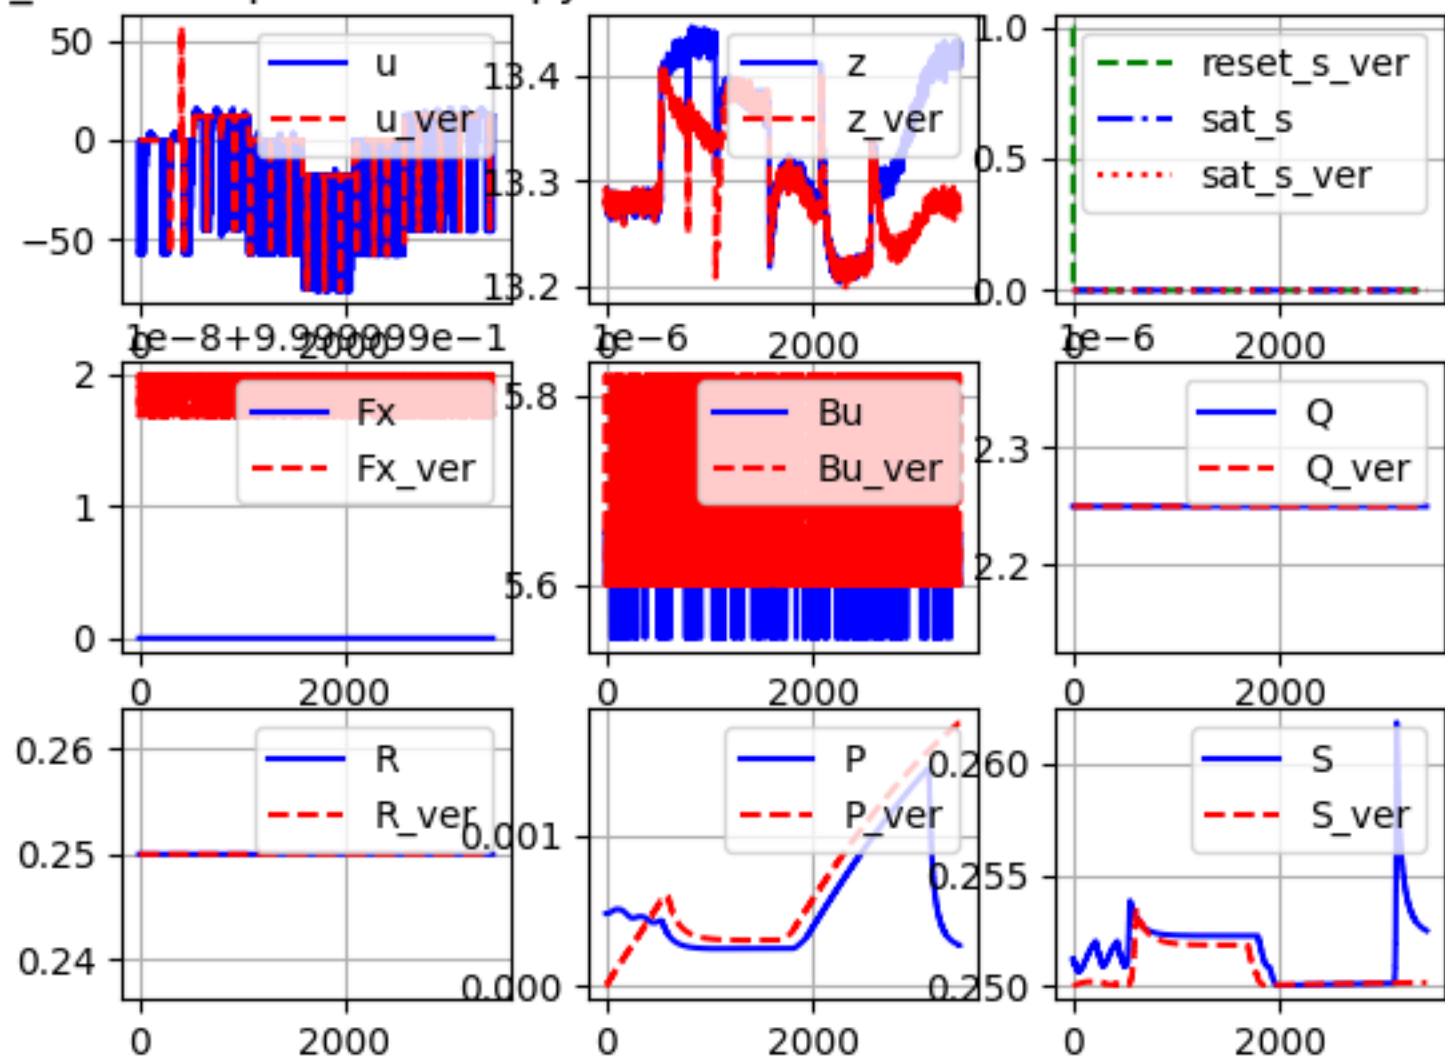 50
0
−50
u
u_ver
13.4
13.3
13.2
z
z_ver
1.0
0.5
0.0
reset_s_ver
sat_s
sat_s_ver
0
2000
0
2000
0
2000
1e−8+9.999999e−1
1e−6
1e−6
2
1
0
Fx
Fx_ver
5.8
5.6
Bu
Bu_ver
2.3
2.2
Q
Q_ver
0
2000
0
2000
0
2000
0.26
0.25
0.24
R
R_ver
0.001
0.000
P
P_ver
0.260
0.255
0.250
S
S_ver
0
2000
0
2000
0
2000